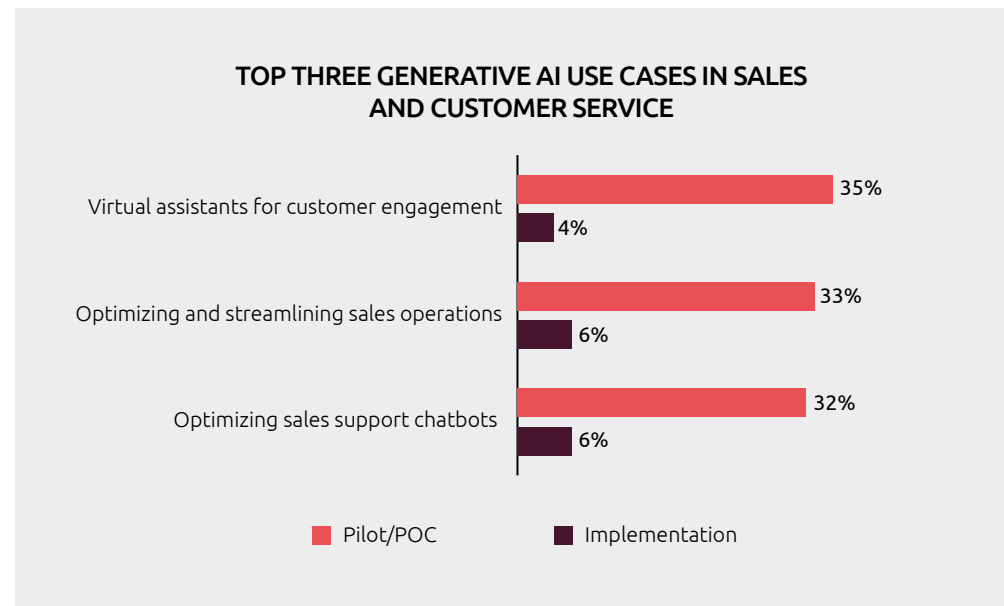 TOP THREE GENERATIVE AI USE CASES IN SALES
AND CUSTOMER SERVICE
Virtual assistants for customer engagement
35%
4%
Optimizing and streamlining sales operations
33%
6%
Optimizing sales support chatbots
32%
6%
Pilot/POC
Implementation